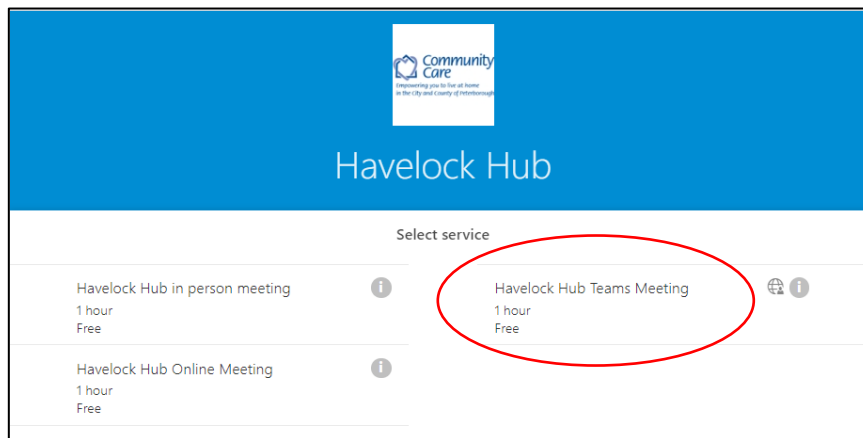 Community
Care
Empowering you to live at home
in the City and County of Peterborough
Havelock Hub
Select service
Havelock Hub in person meeting
1 hour
Free
Havelock Hub Teams Meeting
1 hour
Free
Havelock Hub Online Meeting
1 hour
Free